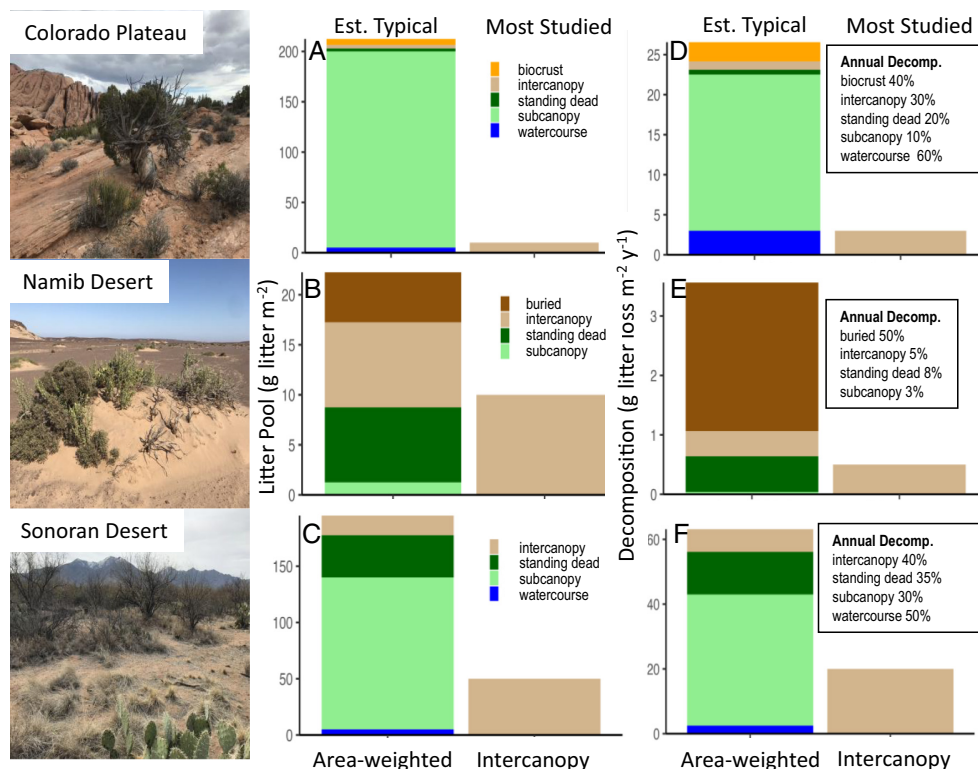 Colorado Plateau
Est. Typical
Most Studied
A
200
150
100
50
0
biocrust
intercanopy
standing dead
subcanopy
watercourse
Est. Typical
Most Studied
D
25
20
15
10
5
0
Annual Decomp.
biocrust 40%
intercanopy 30%
standing dead 20%
subcanopy 10%
watercourse 60%
Namib Desert
Litter Pool (g litter m⁻²)
B
20
15
10
5
0
buried
intercanopy
standing dead
subcanopy
Decomposition (g litter loss m⁻² y⁻¹)
E
3
2
1
0
Annual Decomp.
buried 50%
intercanopy 5%
standing dead 8%
subcanopy 3%
Sonoran Desert
C
150
100
50
0
intercanopy
standing dead
subcanopy
watercourse
Area-weighted
Intercanopy
F
60
40
20
0
Annual Decomp.
intercanopy 40%
standing dead 35%
subcanopy 30%
watercourse 50%
Area-weighted
Intercanopy